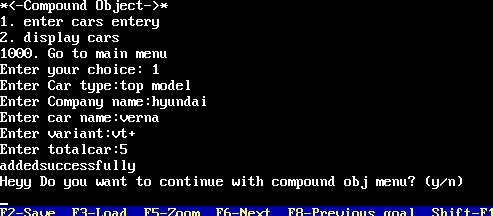 *<-Compound Object->*
1. enter cars entery
2. display cars
1000. Go to main menu
Enter your choice: 1
Enter Car type:top model
Enter Company name:hyundai
Enter car name:verna
Enter variant:vt+
Enter totalcar:5
addedsuccessfully
Heyy Do you want to continue with compound obj menu? (y/n)
F2-Save F3-Load F5-Zoom F6-Next F8-Previous goal Shift-F1